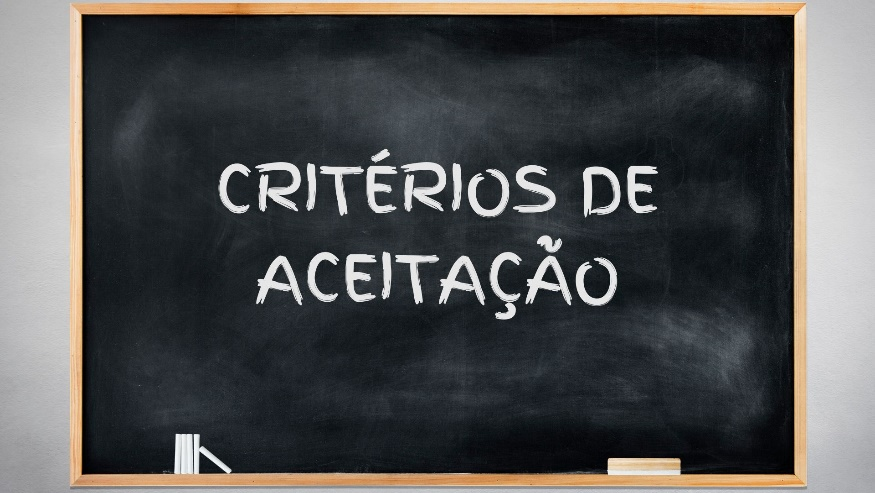 CRITÉRIOS DE
ACEITAÇÃO